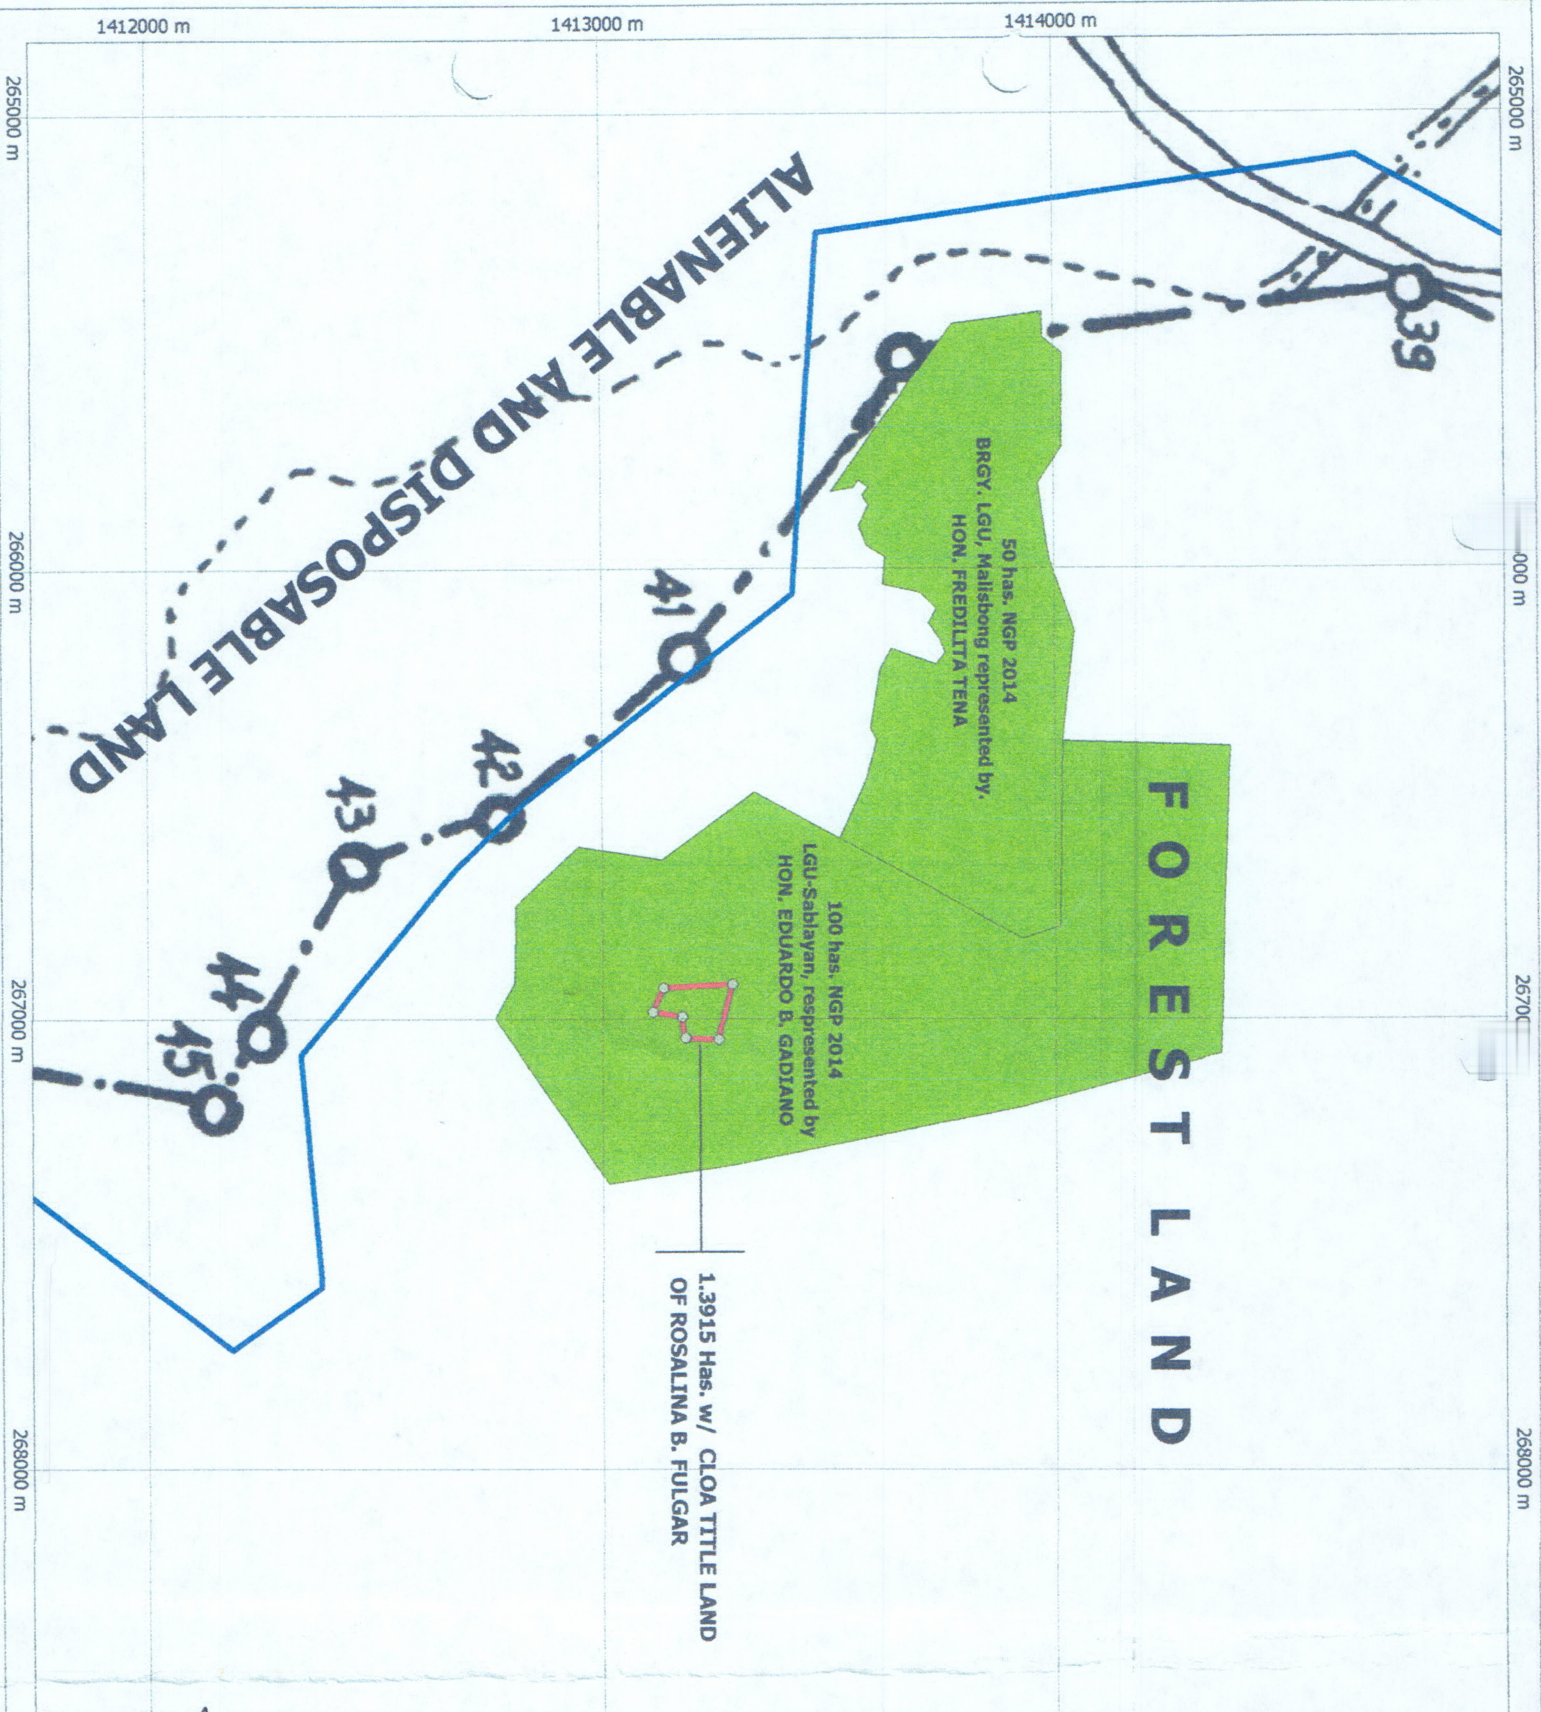 1412000 m
1413000 m
1414000 m
265000 m
265000 m
39
ALIENABLE AND DISPOSABLE LAND
50 has. NGP 2014
BRGY. LGU, Malisbong represented by.
HON. FREDILITA TENA
266000 m
000 m
41
42
43
44
45
FOREST LAND
100 has. NGP 2014
LGU-Sablayan, respresented by
HON. EDUARDO B. GADIANO
267000 m
26700
1.3915 Has. w/ CLOA TITLE LAND
OF ROSALINA B. FULGAR
268000 m
268000 m